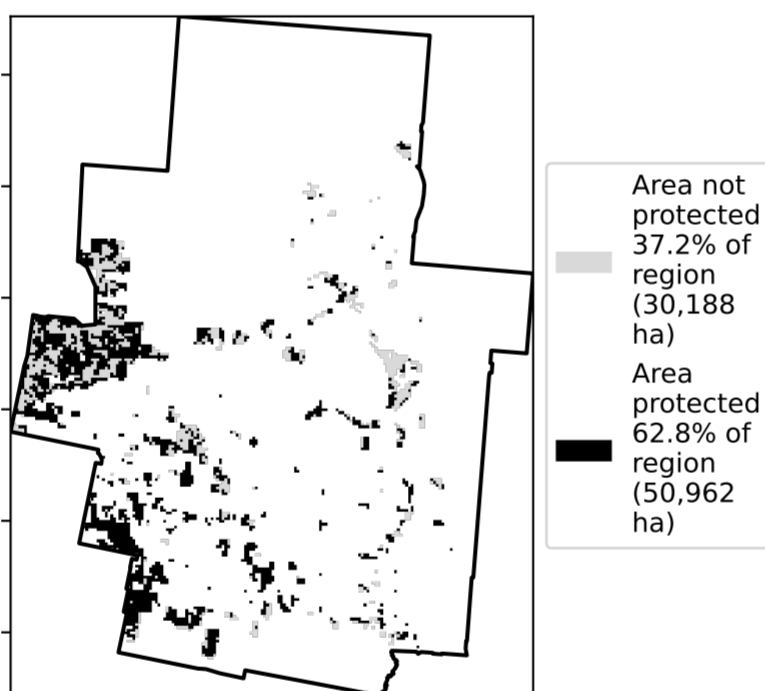 Area not
protected
37.2% of
region
(30,188
ha)
Area
protected
62.8% of
region
(50,962
ha)